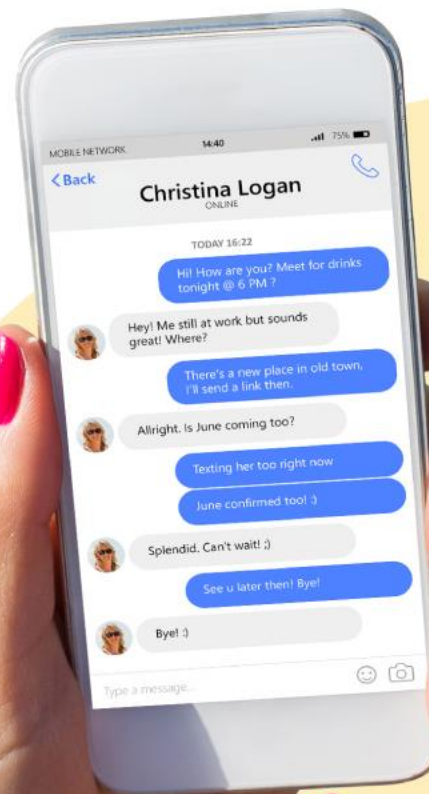 MOBILE NETWORK 14:40 75%
<Back
Christina Logan
ONLINE
TODAY 16:22
Hi! How are you? Meet for drinks
tonight @ 6 PM ?
Hey! Me still at work but sounds
great! Where?
There's a new place in old town,
I'll send a link then.
Allright. Is June coming too?
Texting her too right now
June confirmed too! :)
Splendid. Can't wait! ;)
See u later then! Bye!
Bye! :)
Type a message...